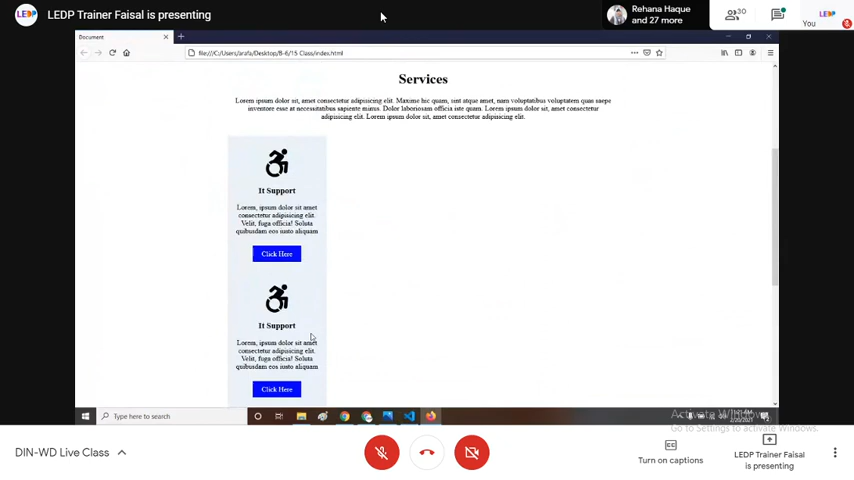 LEDP Trainer Faisal is presenting
Rehana Haque
and 27 more
30
You
Document
file:///C:/Users/arafa/Desktop/B-6/15 Class/index.html
Services
Lorem ipsum dolor sit, amet consectetur adipisicing elit. Maxime hic quam, sint atque amet, nam voluptatibus voluptatem quas saepe
inventore esse at necessitatibus sapiente minus. Dolor laboriosam officia iste quam. Lorem ipsum dolor sit, amet consectetur
adipisicing elit. Lorem ipsum dolor sit, amet consectetur adipisicing elit.
It Support
Lorem, ipsum dolor sit amet
consectetur adipisicing elit.
Velit, fuga officia! Soluta
quibusdam eos iusto aliquam
Click Here
It Support
Lorem, ipsum dolor sit amet
consectetur adipisicing elit.
Velit, fuga officia! Soluta
quibusdam eos iusto aliquam
Click Here
Type here to search
2/20/2021
Activate Windows
Go to Settings to activate Windows.
DIN-WD Live Class
Turn on captions
LEDP Trainer Faisal
is presenting